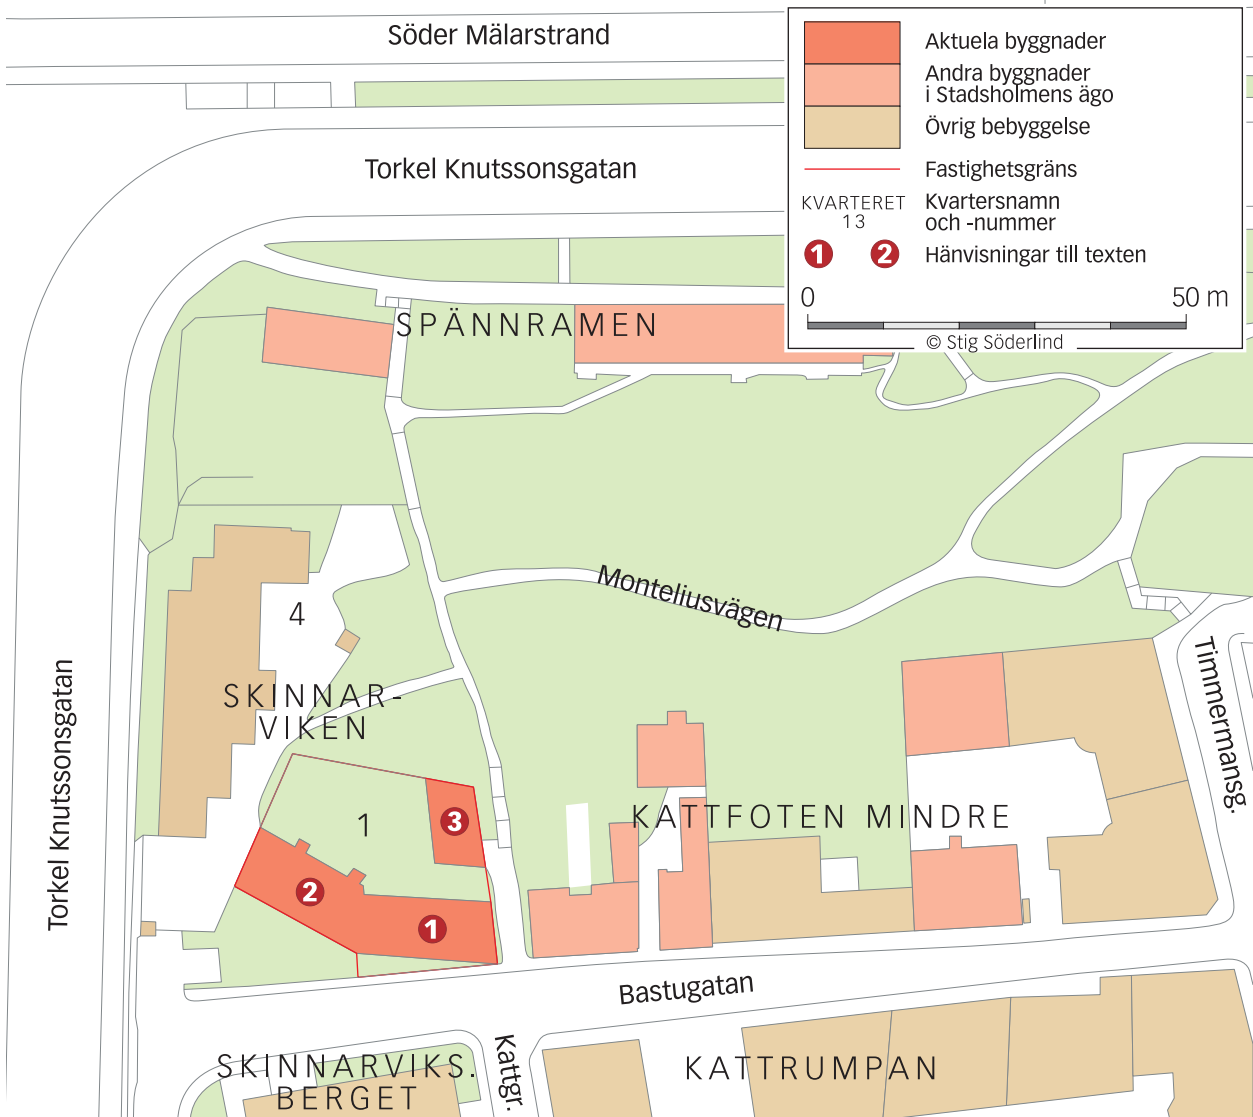 Söder Mälarstrand
Torkel Knutssonsgatan
Aktuela byggnader
Andra byggnader
i Stadsholmens ägo
Övrig bebyggelse
Fastighetsgräns
KVARTERET
13
Kvartersnamn
och -nummer
1 2
Hänvisningar till texten
0 50 m
© Stig Söderlind
SPÄNNRAMEN
Monteliusvägen
4
SKINNAR-
VIKEN
Timmermansg.
Torkel Knutssonsgatan
1
3
KATTFOTEN MINDRE
2
1
Bastugatan
Kattgr.
SKINNARVIKS.
BERGET
KATTRUMPAN